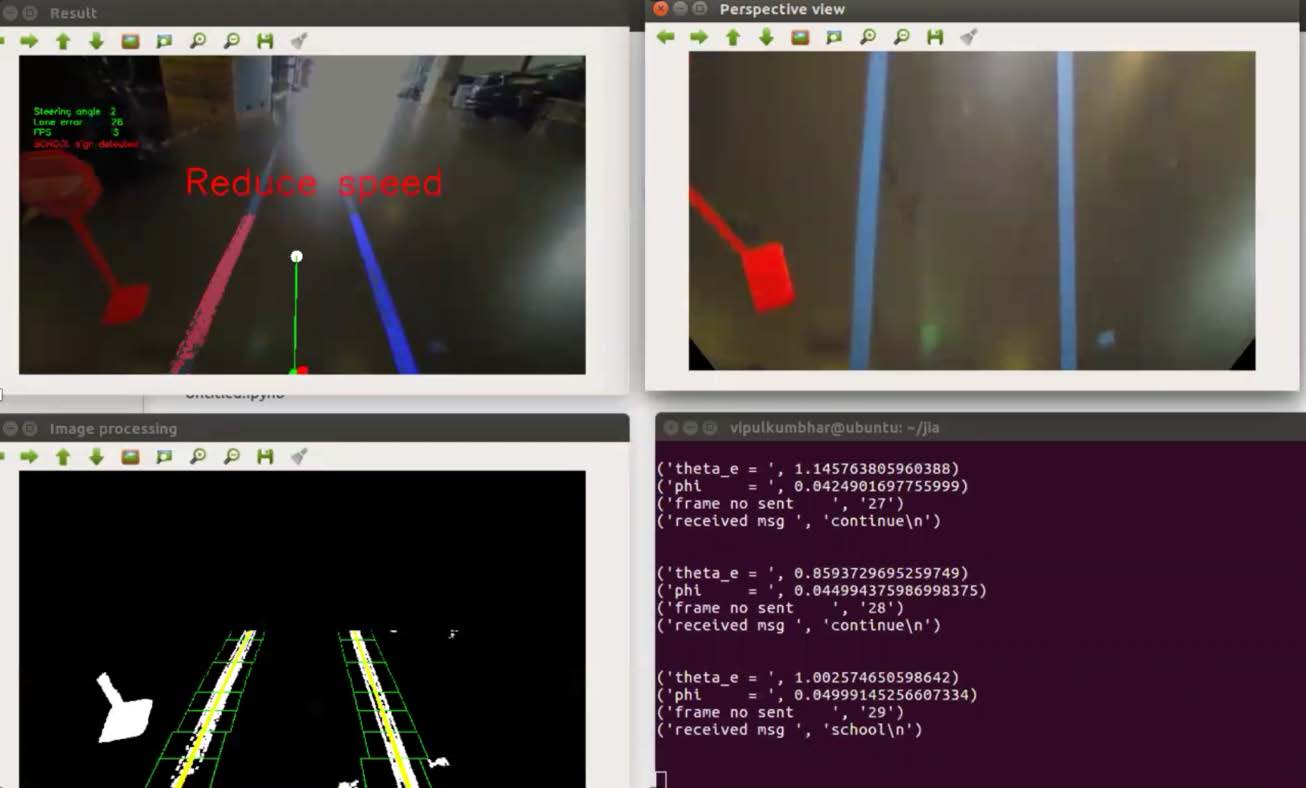 Result
Steering angle 2
Lane error 26
FPS 3
SCHOOL sign detected
Reduce speed
Perspective view
Untitled.ipynb
Image processing
vipulkumbhar@ubuntu: ~/jia
('theta_e = ', 1.145763805960388)
('phi     = ', 0.0424901697755999)
('frame no sent    ', '27')
('received msg ', 'continue\n')
('theta_e = ', 0.8593729695259749)
('phi     = ', 0.044994375986998375)
('frame no sent    ', '28')
('received msg ', 'continue\n')
('theta_e = ', 1.002574650598642)
('phi     = ', 0.04999145256607334)
('frame no sent    ', '29')
('received msg ', 'school\n')